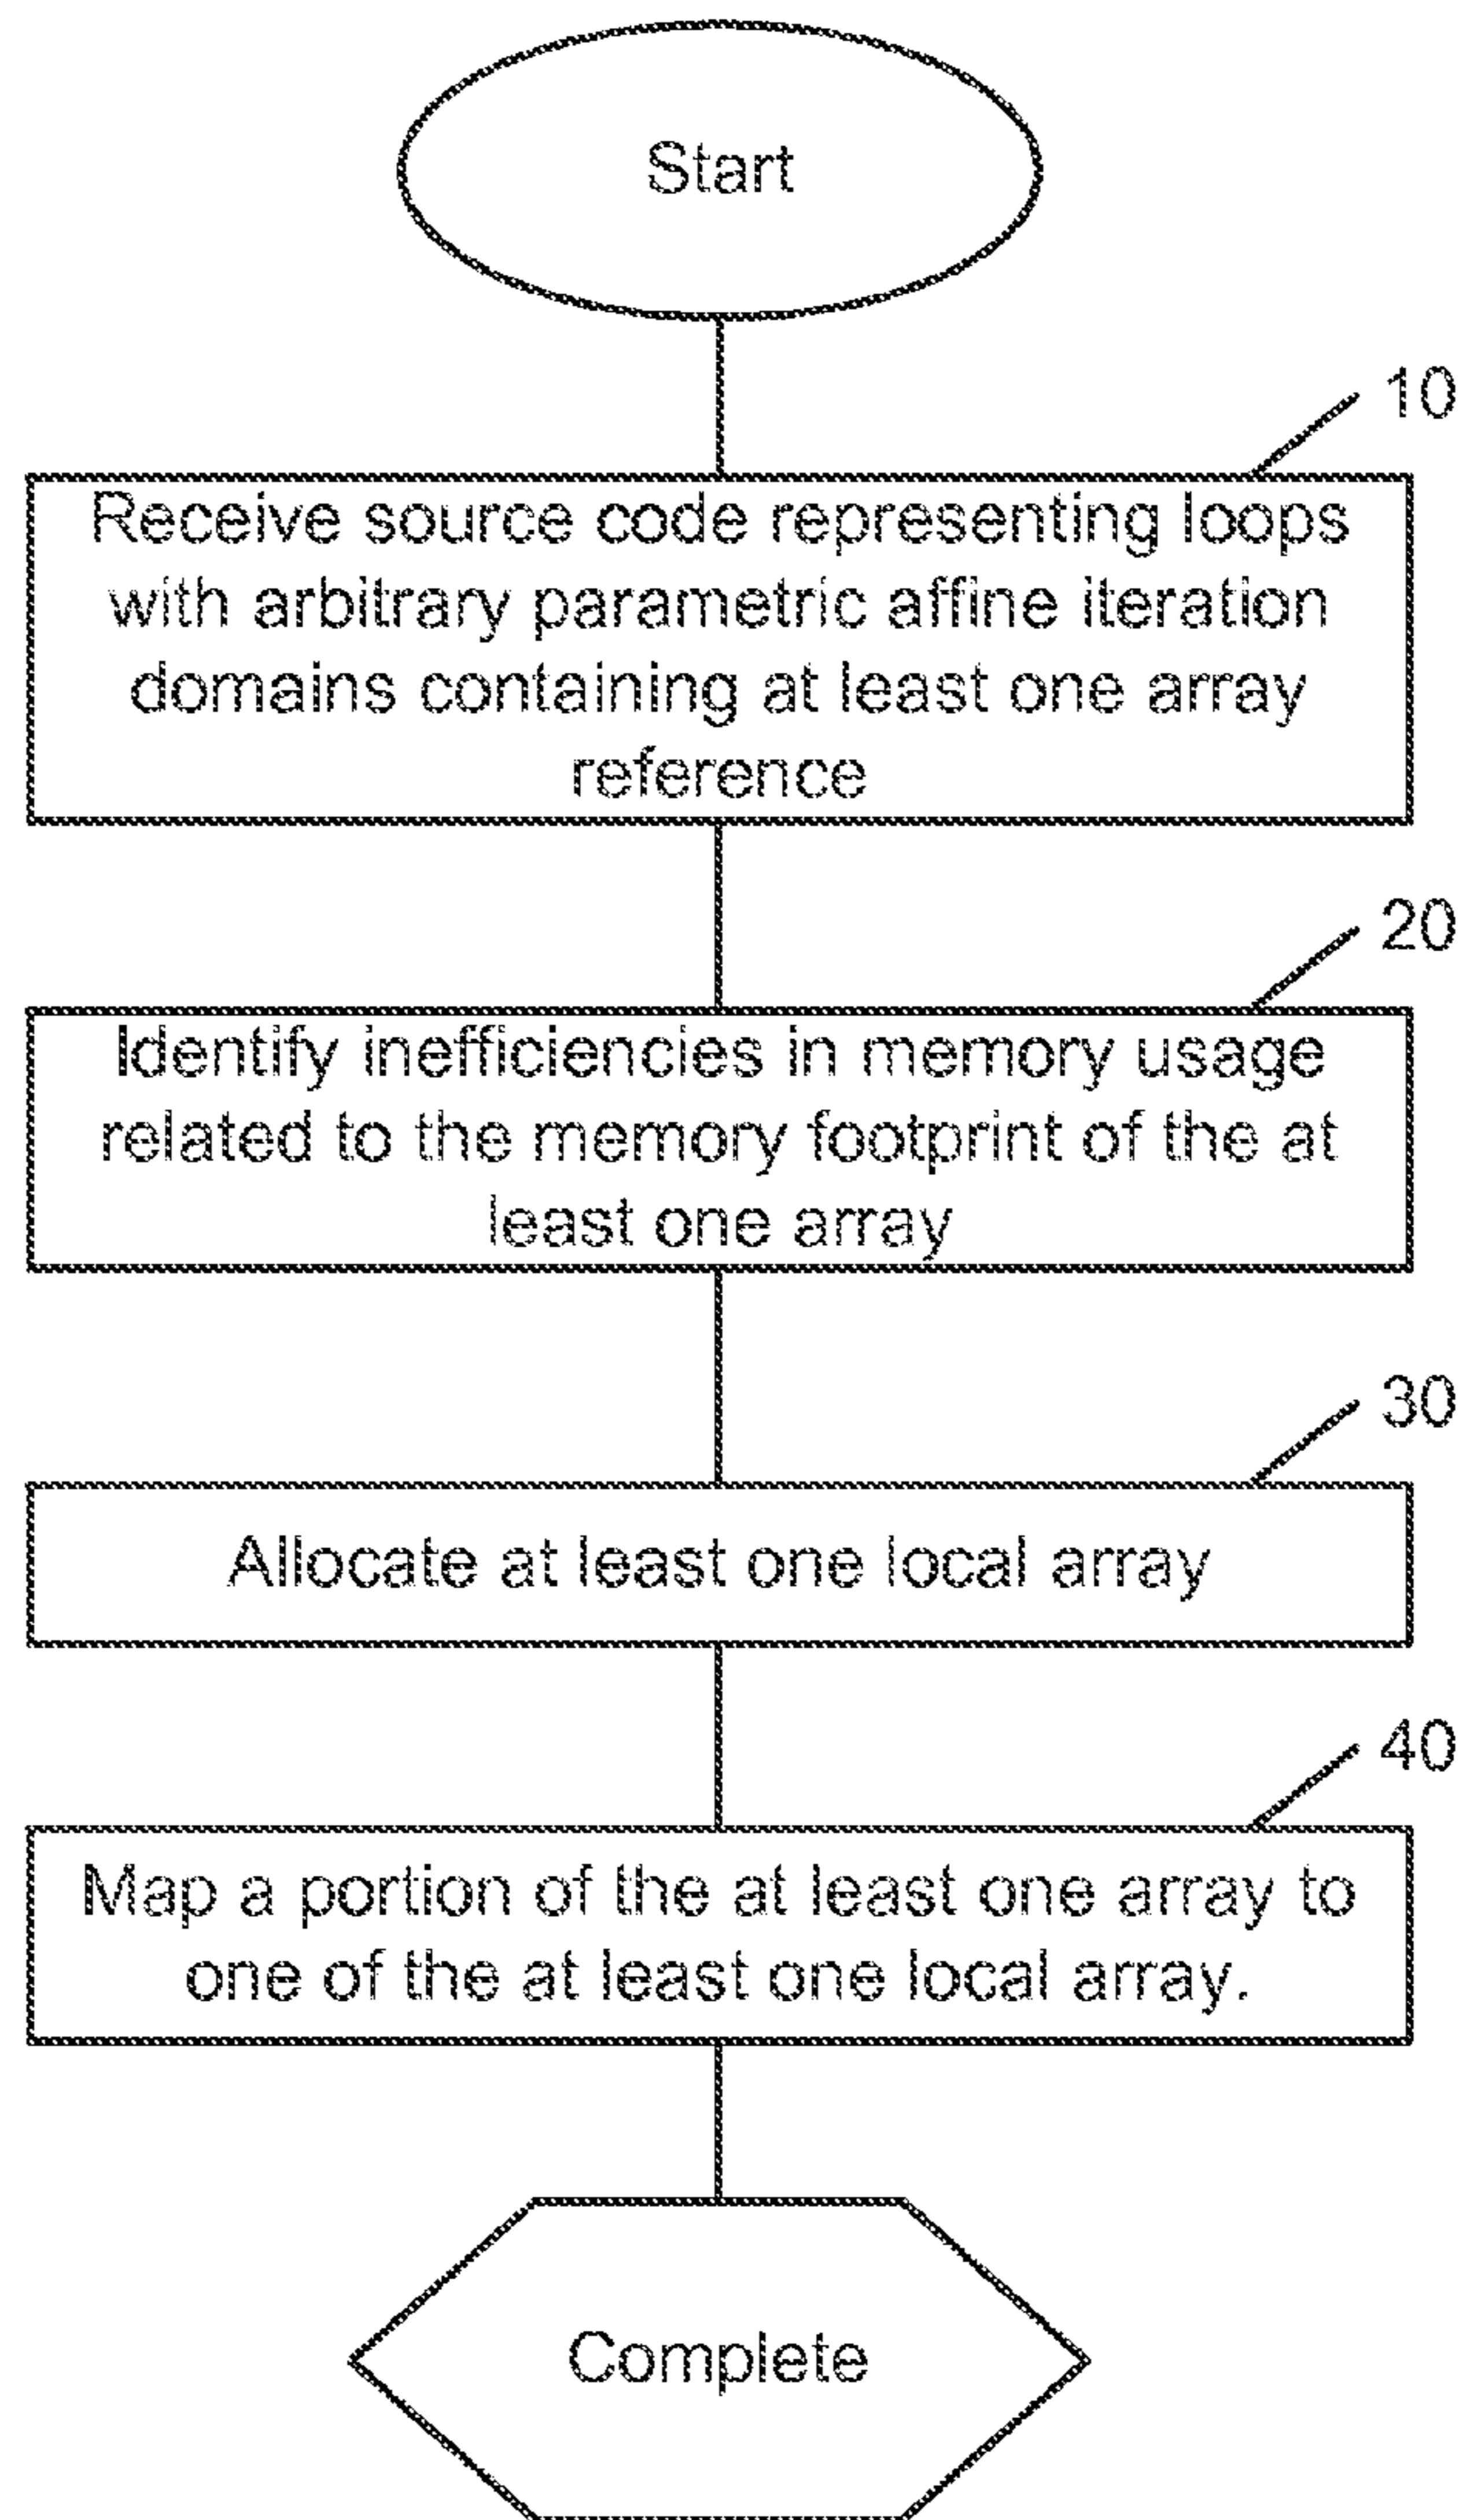 Start
10
Receive source code representing loops
with arbitrary parametric affine iteration
domains containing at least one array
reference
20
Identify inefficiencies in memory usage
related to the memory footprint of the at
least one array
30
Allocate at least one local array
40
Map a portion of the at least one array to
one of the at least one local array.
Complete